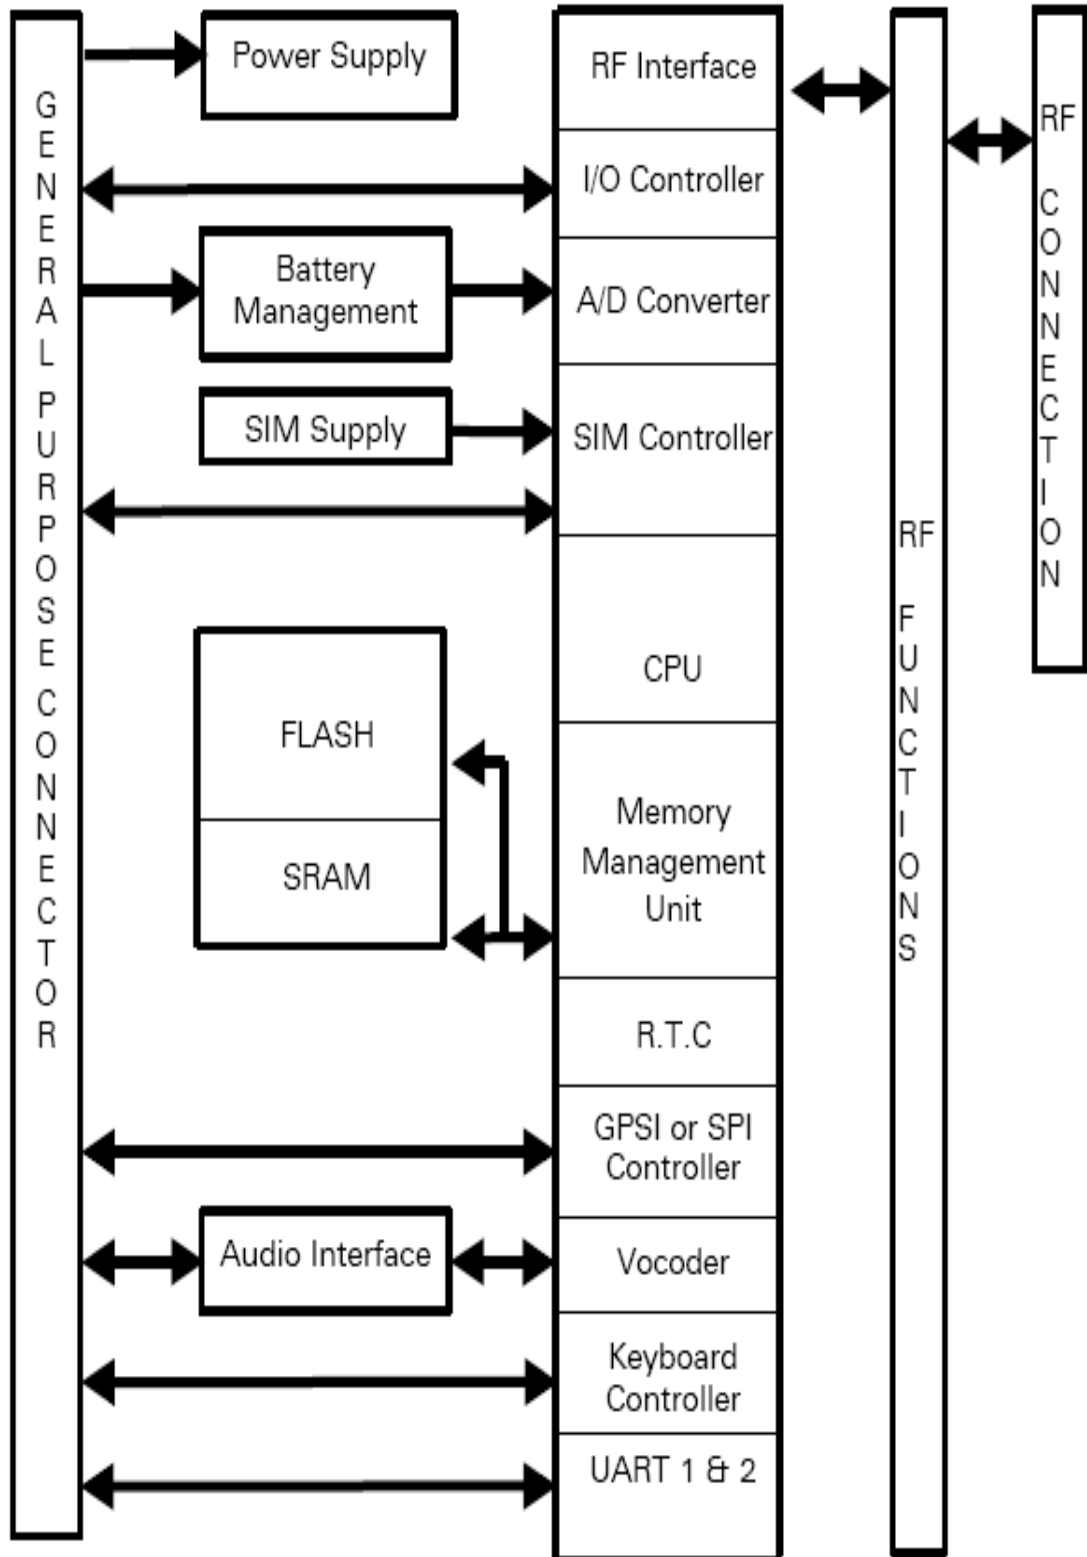 GENERAL PURPOSE CONNECTOR
Power Supply
Battery
Management
SIM Supply
FLASH
SRAM
Audio Interface
RF Interface
I/O Controller
A/D Converter
SIM Controller
CPU
Memory
Management
Unit
R.T.C
GPSI or SPI
Controller
Vocoder
Keyboard
Controller
UART 1 & 2
RF FUNCTIONS
RF CONNECTION